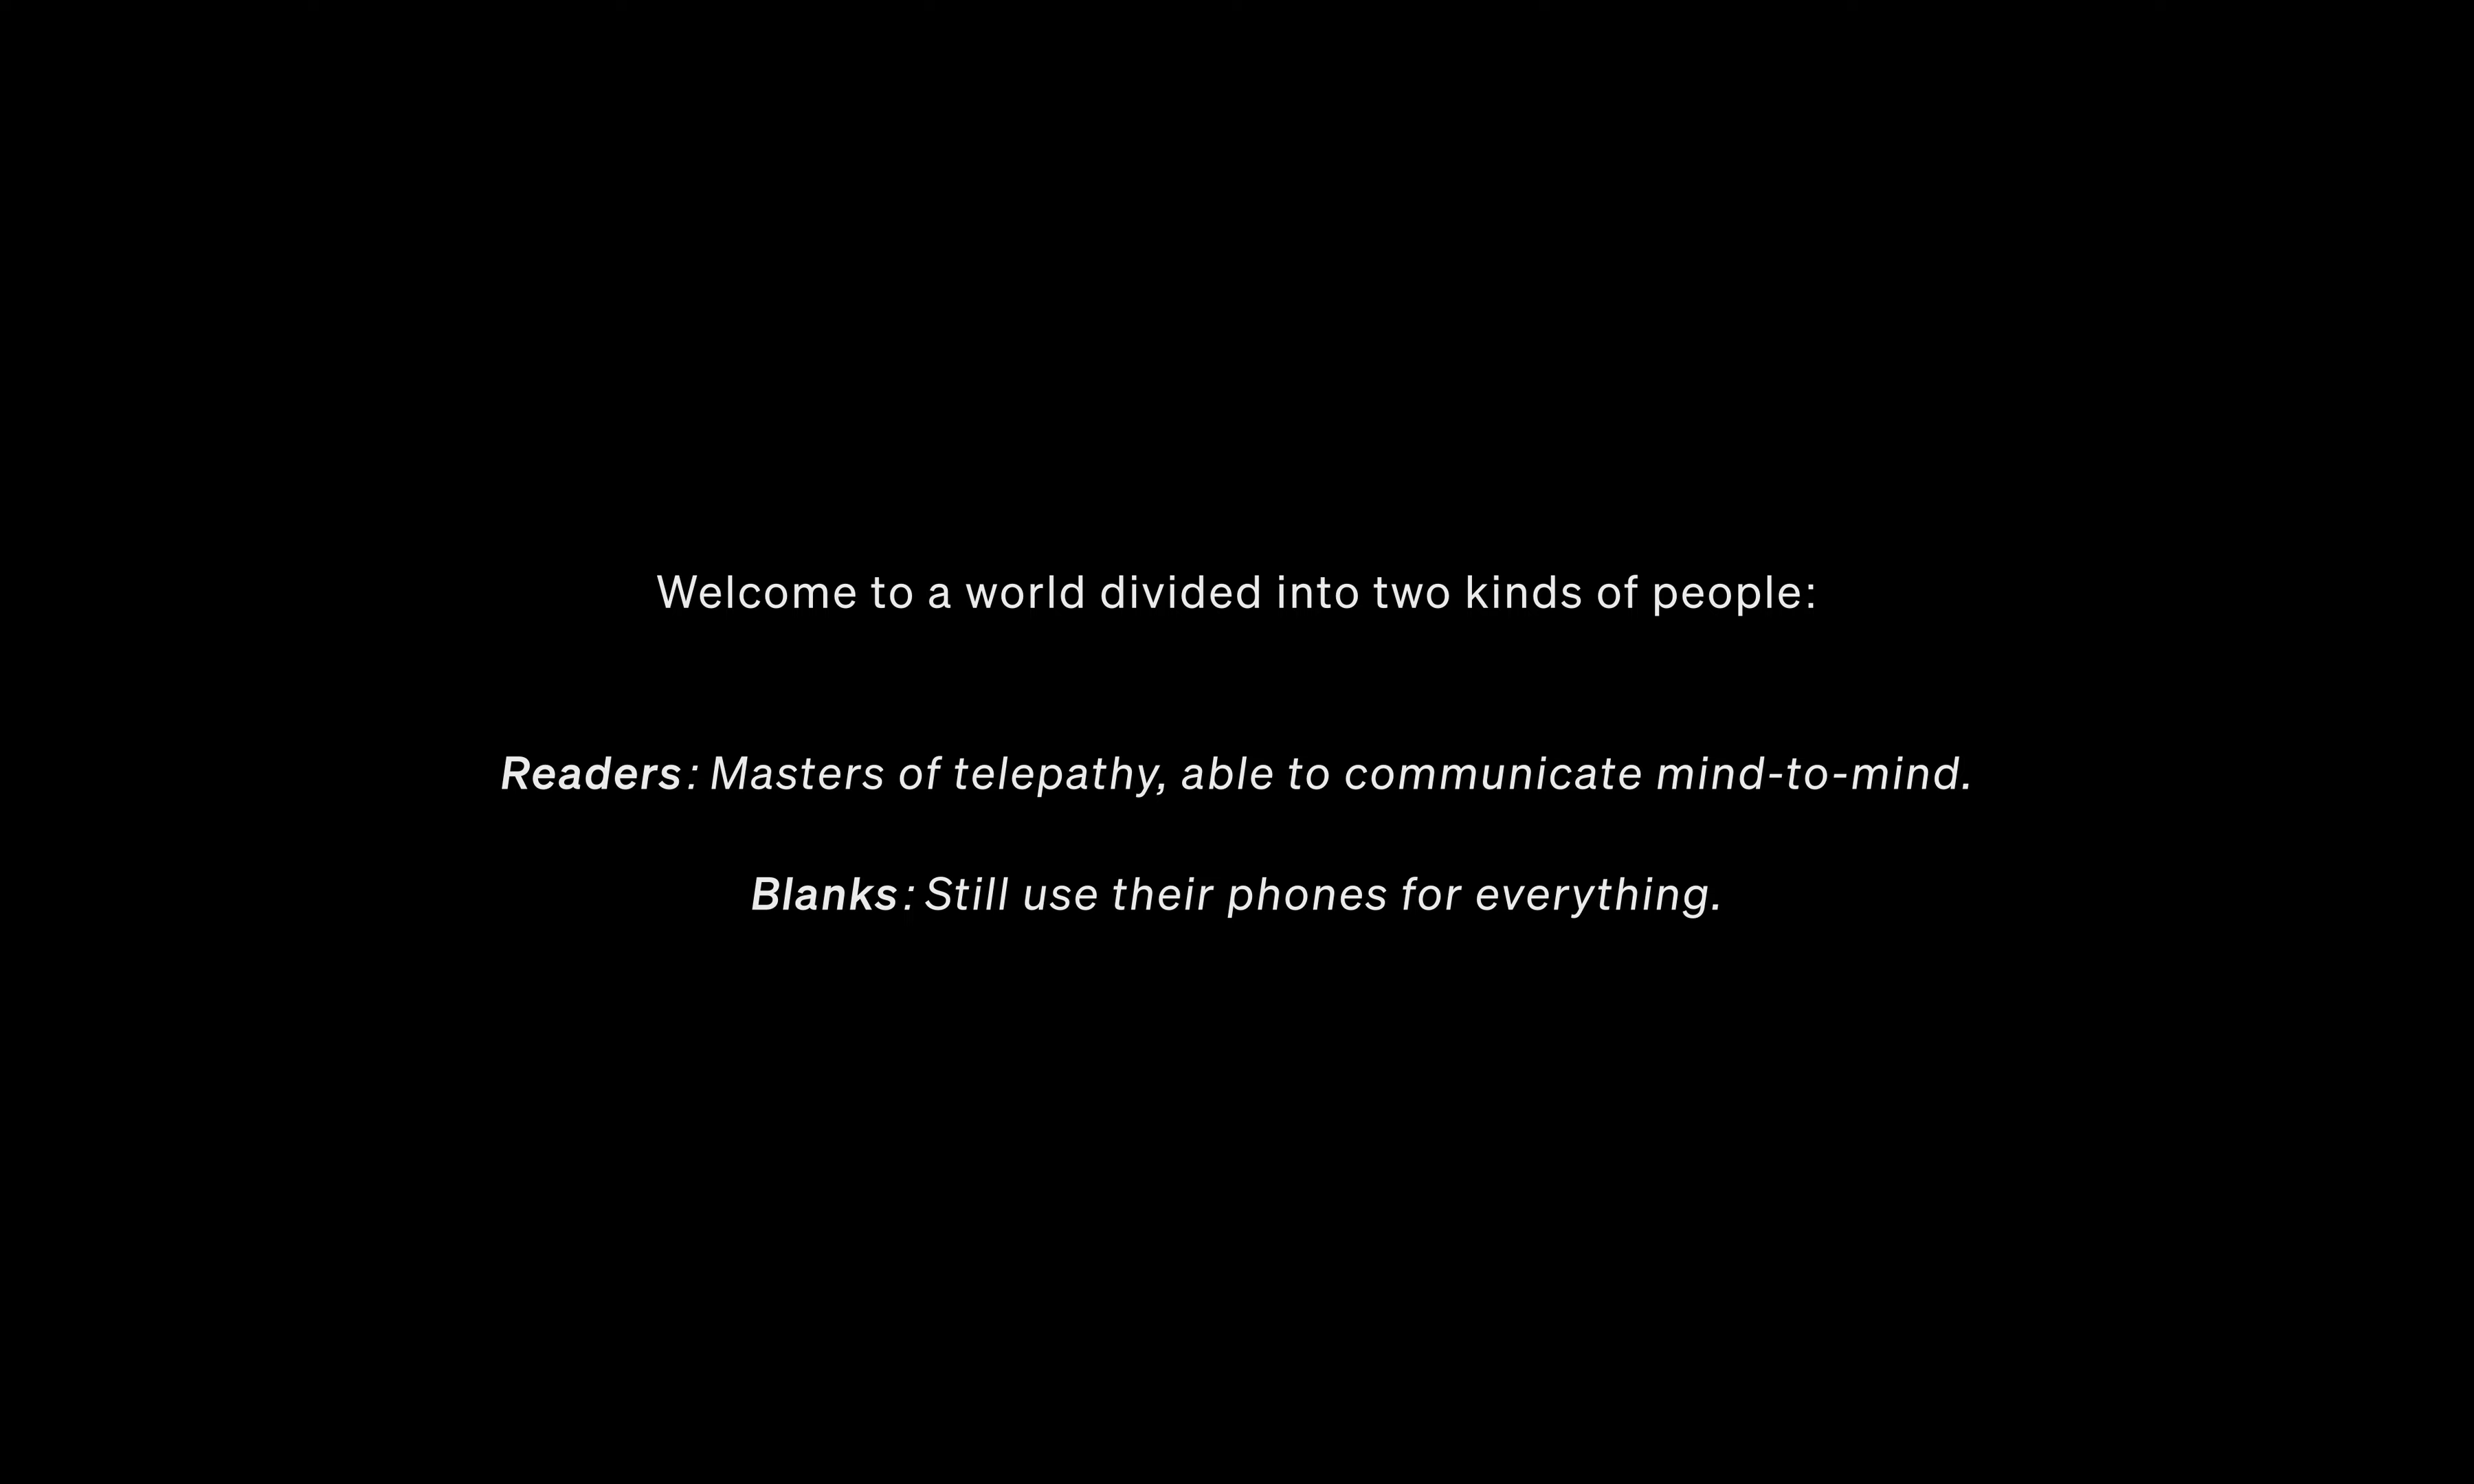 Welcome to a world divided into two kinds of people:
Readers: Masters of telepathy, able to communicate mind-to-mind.
Blanks: Still use their phones for everything.